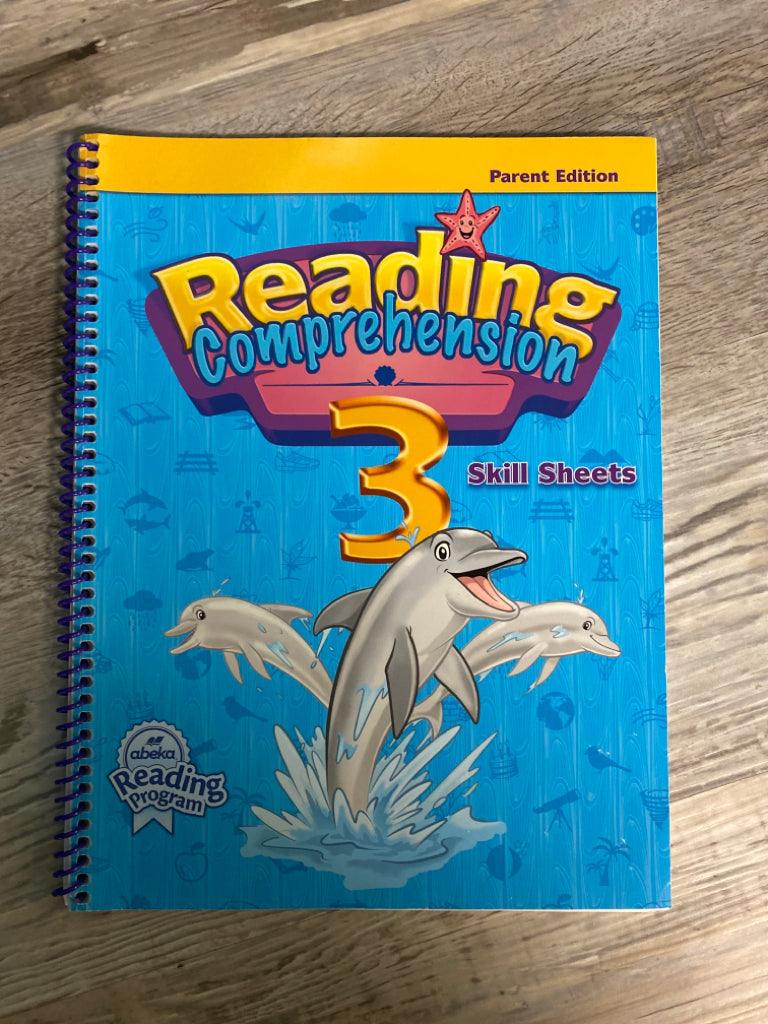 Parent Edition
Reading
Comprehension
3
Skill Sheets
abeka
Reading
Program